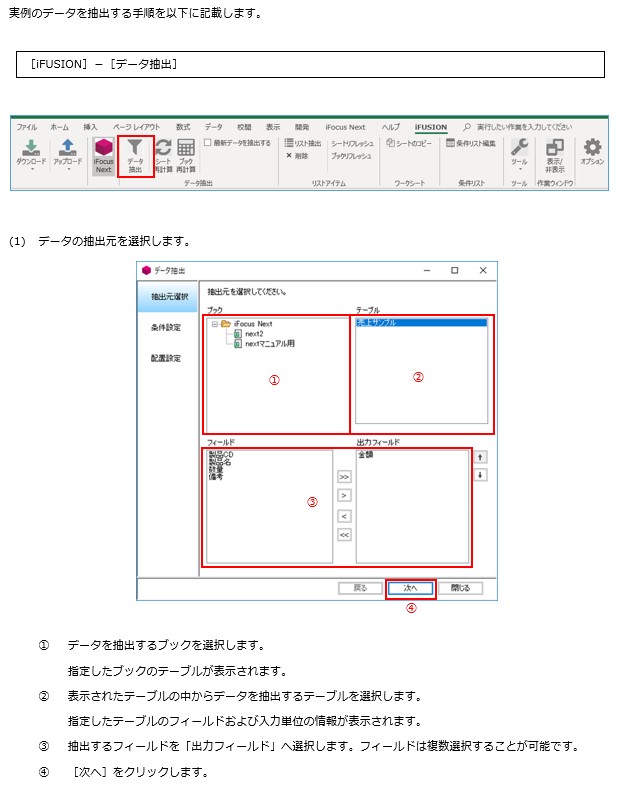 実例のデータを抽出する手順を以下に記載します。
［iFUSION］－［データ抽出］
ファイル ホーム 挿入 ページ レイアウト 数式 データ 校閲 表示 開発 iFocus Next ヘルプ iFUSION 実行したい作業を入力してください
ダウンロード アップロード iFocus Next データ抽出 シート再計算 ブック再計算 最新データを抽出する リスト抽出 シートリフレッシュ シートのコピー 条件リスト編集 ツール 表示/非表示 オプション
× 削除 ブックリフレッシュ
データ抽出 リストアイテム ワークシート 条件リスト ツール 作業ウィンドウ
(1) データの抽出元を選択します。
データ抽出
抽出元選択
条件設定
配置設定
抽出元を選択してください。
ブック テーブル
iFocus Next
next2
nextマニュアル用
売上サンプル
① ②
フィールド 出力フィールド
製品CD
製品名
数量
備考
金額
>>
>
<
<<
③
戻る 次へ 閉じる
④
① データを抽出するブックを選択します。
指定したブックのテーブルが表示されます。
② 表示されたテーブルの中からデータを抽出するテーブルを選択します。
指定したテーブルのフィールドおよび入力単位の情報が表示されます。
③ 抽出するフィールドを「出力フィールド」へ選択します。フィールドは複数選択することが可能です。
④ ［次へ］をクリックします。